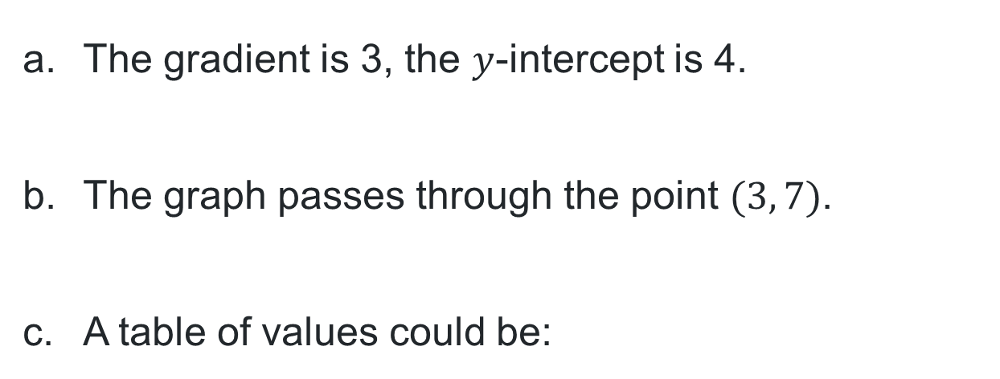 a. The gradient is 3, the y-intercept is 4.
b. The graph passes through the point (3, 7).
c. A table of values could be: